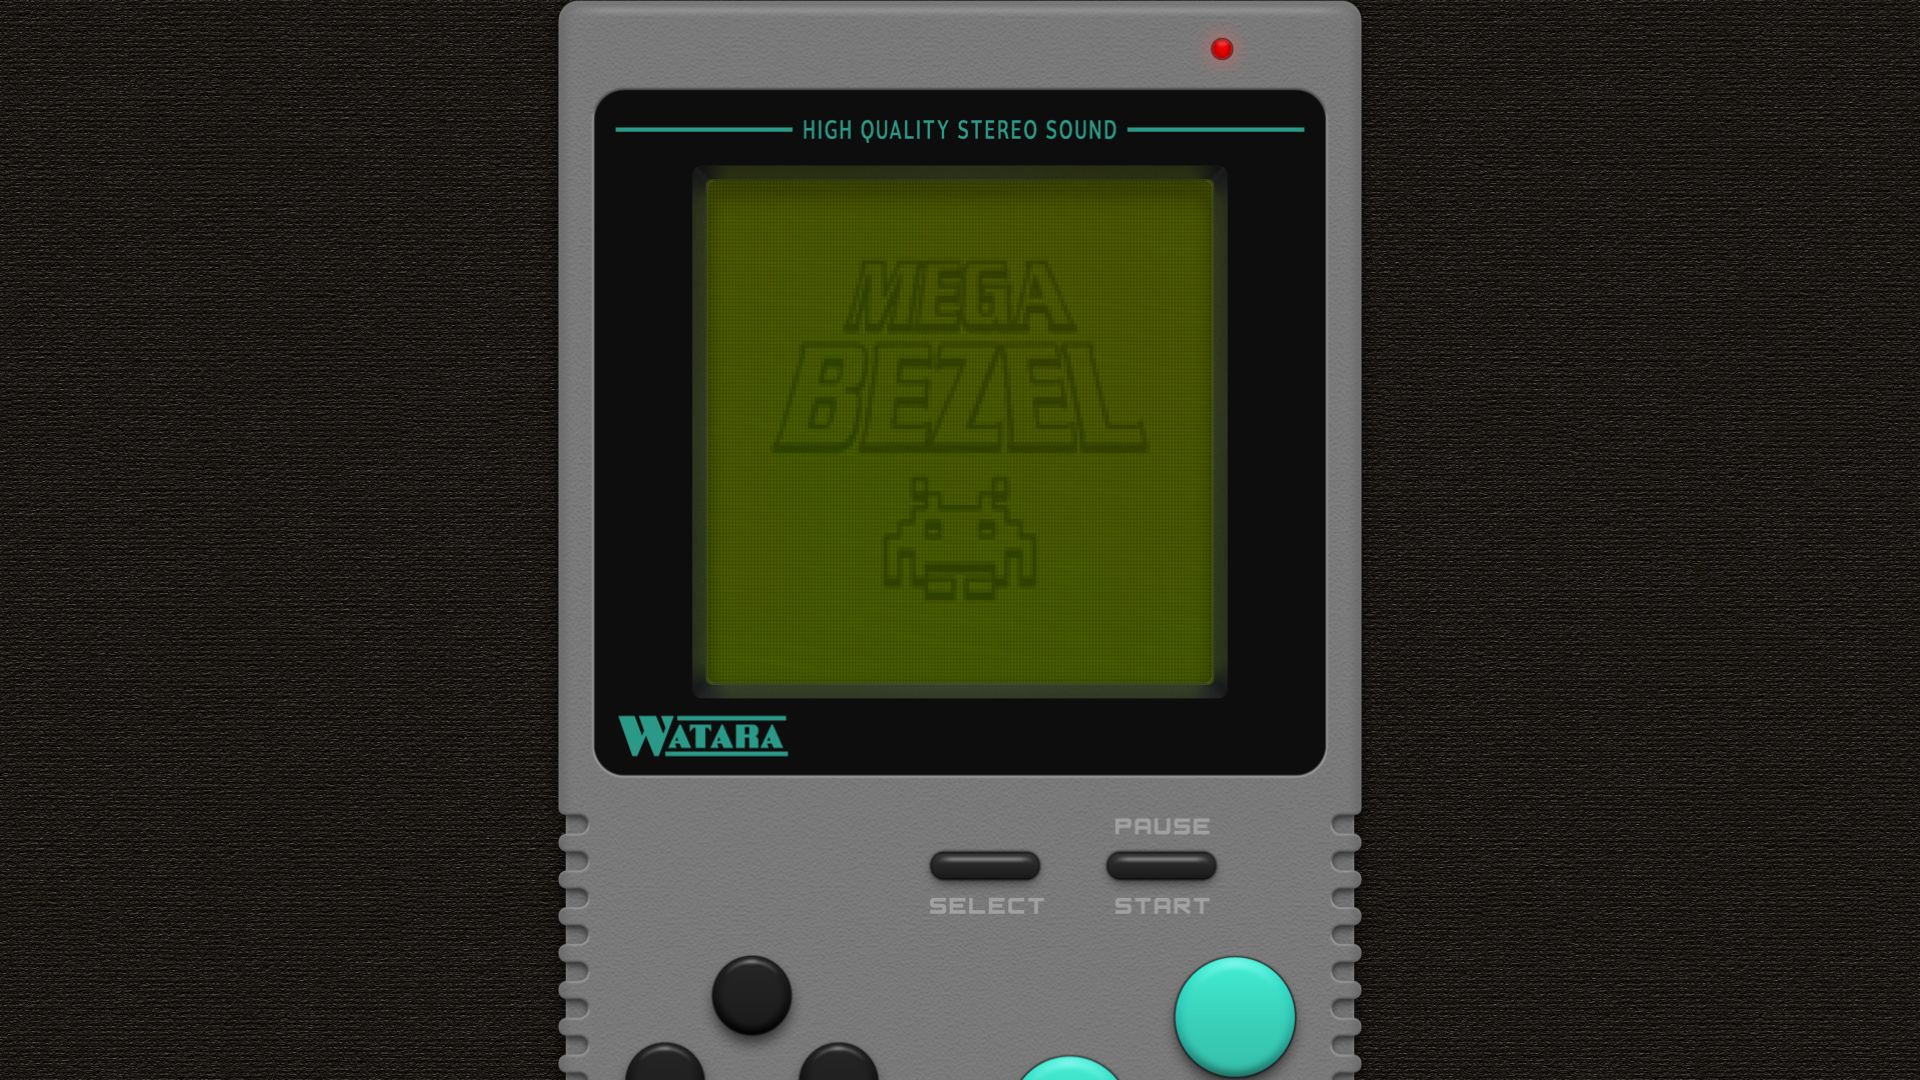 HIGH QUALITY STEREO SOUND
MEGA
BEZEL
WATARA
PAUSE
SELECT
START